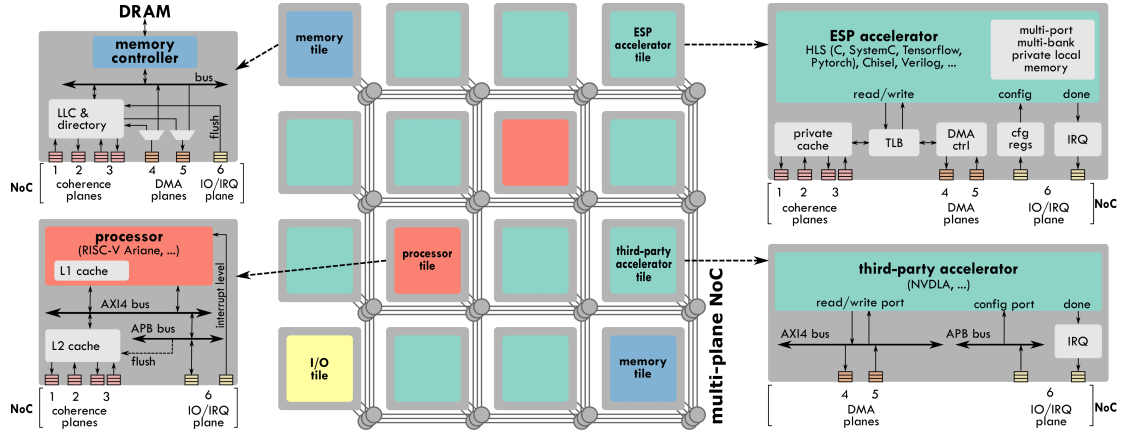 DRAM
memory
controller
bus
LLC &
directory
flush
1 2 3 4 5 6
NoC
coherence
planes
DMA
planes
IO/IRQ
plane
processor
(RISC-V Ariane, ...)
L1 cache
interrupt level
AXI4 bus
APB bus
L2 cache
flush
1 2 3 6
NoC
coherence
planes
IO/IRQ
plane
memory
tile
ESP
accelerator
tile
processor
tile
third-party
accelerator
tile
I/O
tile
memory
tile
multi-plane NoC
ESP accelerator
HLS (C, SystemC, Tensorflow,
Pytorch), Chisel, Verilog, ...
multi-port
multi-bank
private local
memory
read/write
config
done
private
cache
TLB
DMA
ctrl
cfg
regs
IRQ
1 2 3 4 5 6
coherence
planes
DMA
planes
IO/IRQ
plane
NoC
third-party accelerator
(NVDLA, ...)
read/write port
config port
done
AXI4 bus
APB bus
IRQ
4 5 6
DMA
planes
IO/IRQ
plane
NoC